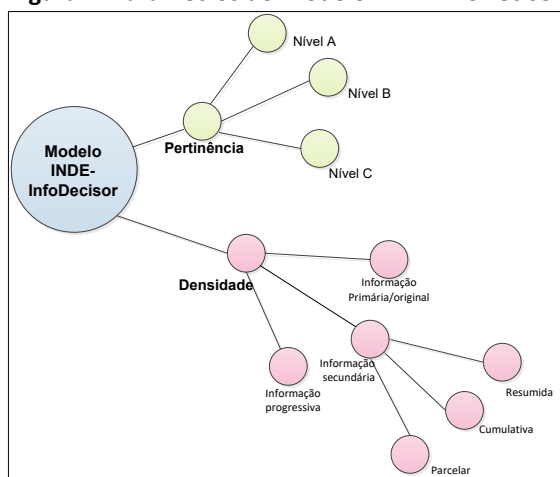 Modelo
INDE-
InfoDecisor
Pertinência
Nível A
Nível B
Nível C
Densidade
Informação
Primária/original
Informação
secundária
Informação
progressiva
Resumida
Cumulativa
Parcelar